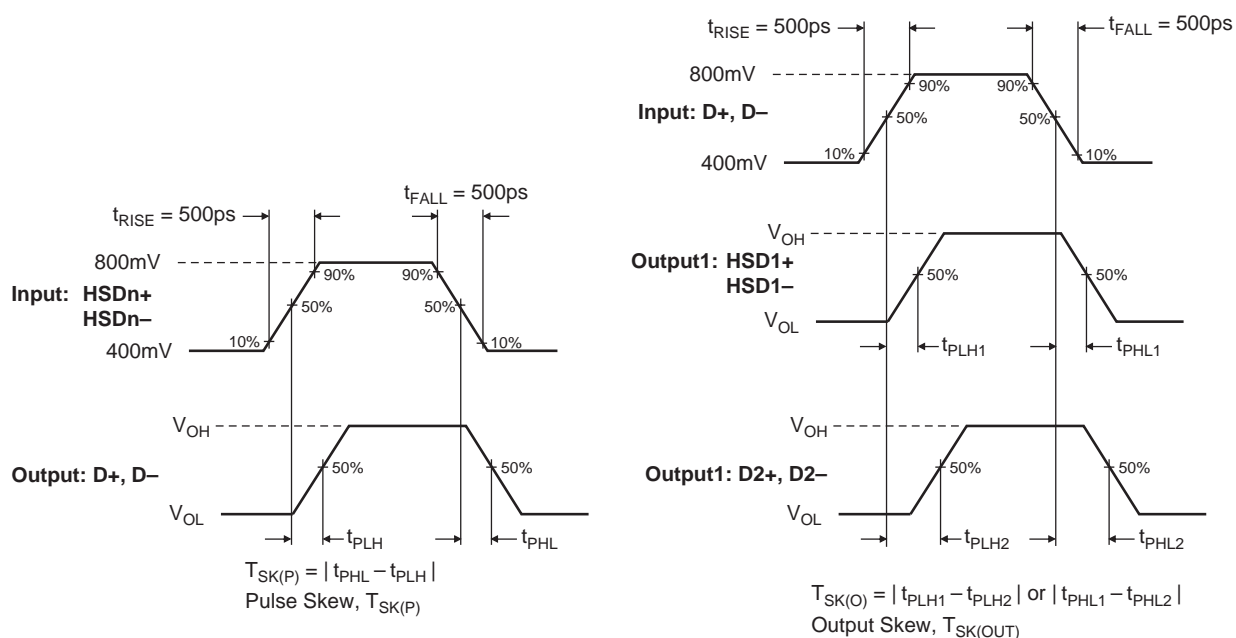 tRISE = 500ps
tFALL = 500ps
800mV
90%
90%
Input: HSDn+
HSDn–
50%
50%
10%
10%
400mV
VOH
Output: D+, D–
50%
50%
VOL
tPLH
tPHL
TSK(P) = | tPHL – tPLH |
Pulse Skew, TSK(P)
tRISE = 500ps
tFALL = 500ps
800mV
90%
90%
Input: D+, D–
50%
50%
10%
10%
400mV
VOH
Output1: HSD1+
HSD1–
50%
50%
VOL
tPLH1
tPHL1
VOH
Output1: D2+, D2–
50%
50%
VOL
tPLH2
tPHL2
TSK(O) = | tPLH1 – tPLH2 | or | tPHL1 – tPHL2 |
Output Skew, TSK(OUT)